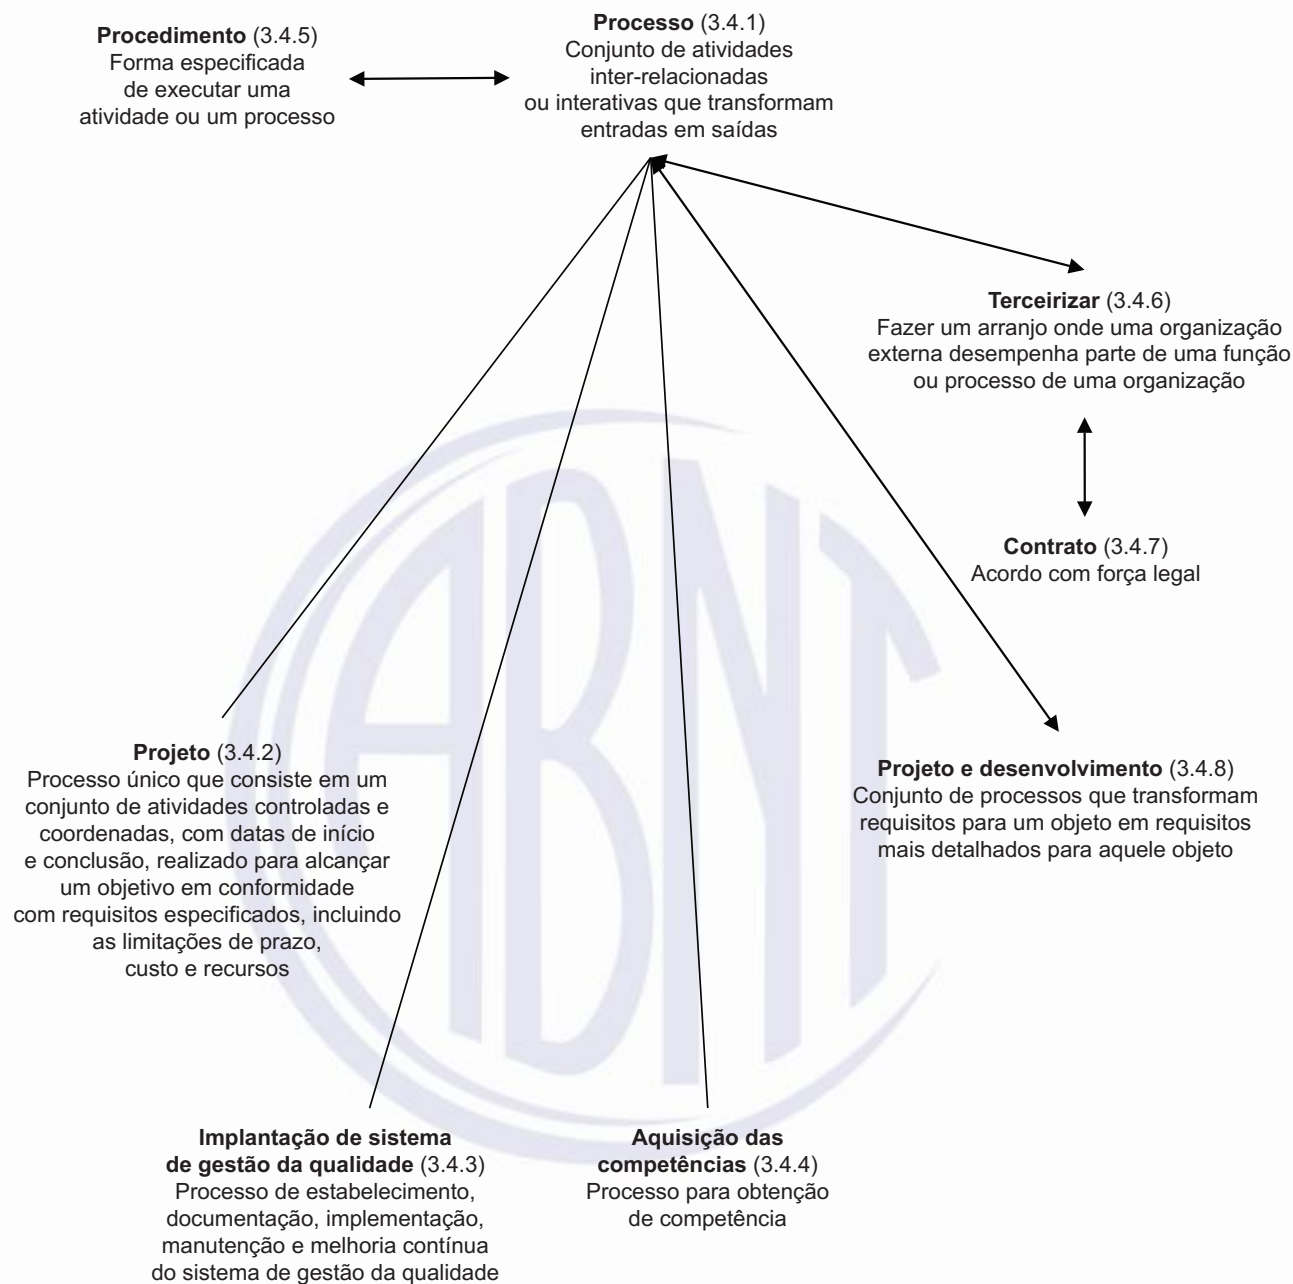 Procedimento (3.4.5)
Forma especificada
de executar uma
atividade ou um processo
Processo (3.4.1)
Conjunto de atividades
inter-relacionadas
ou interativas que transformam
entradas em saídas
Terceirizar (3.4.6)
Fazer um arranjo onde uma organização
externa desempenha parte de uma função
ou processo de uma organização
Contrato (3.4.7)
Acordo com força legal
Projeto (3.4.2)
Processo único que consiste em um
conjunto de atividades controladas e
coordenadas, com datas de início
e conclusão, realizado para alcançar
um objetivo em conformidade
com requisitos especificados, incluindo
as limitações de prazo,
custo e recursos
Projeto e desenvolvimento (3.4.8)
Conjunto de processos que transformam
requisitos para um objeto em requisitos
mais detalhados para aquele objeto
Implantação de sistema
de gestão da qualidade (3.4.3)
Processo de estabelecimento,
documentação, implementação,
manutenção e melhoria contínua
do sistema de gestão da qualidade
Aquisição das
competências (3.4.4)
Processo para obtenção
de competência
ABNT